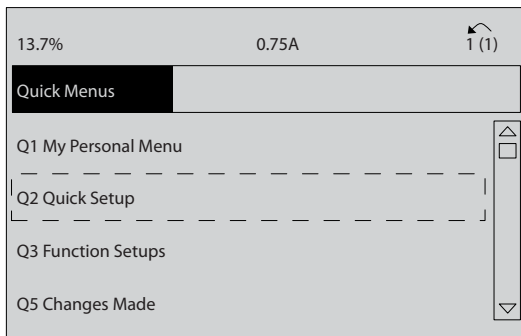 13.7% 0.75A 1 (1)
Quick Menus
Q1 My Personal Menu
Q2 Quick Setup
Q3 Function Setups
Q5 Changes Made